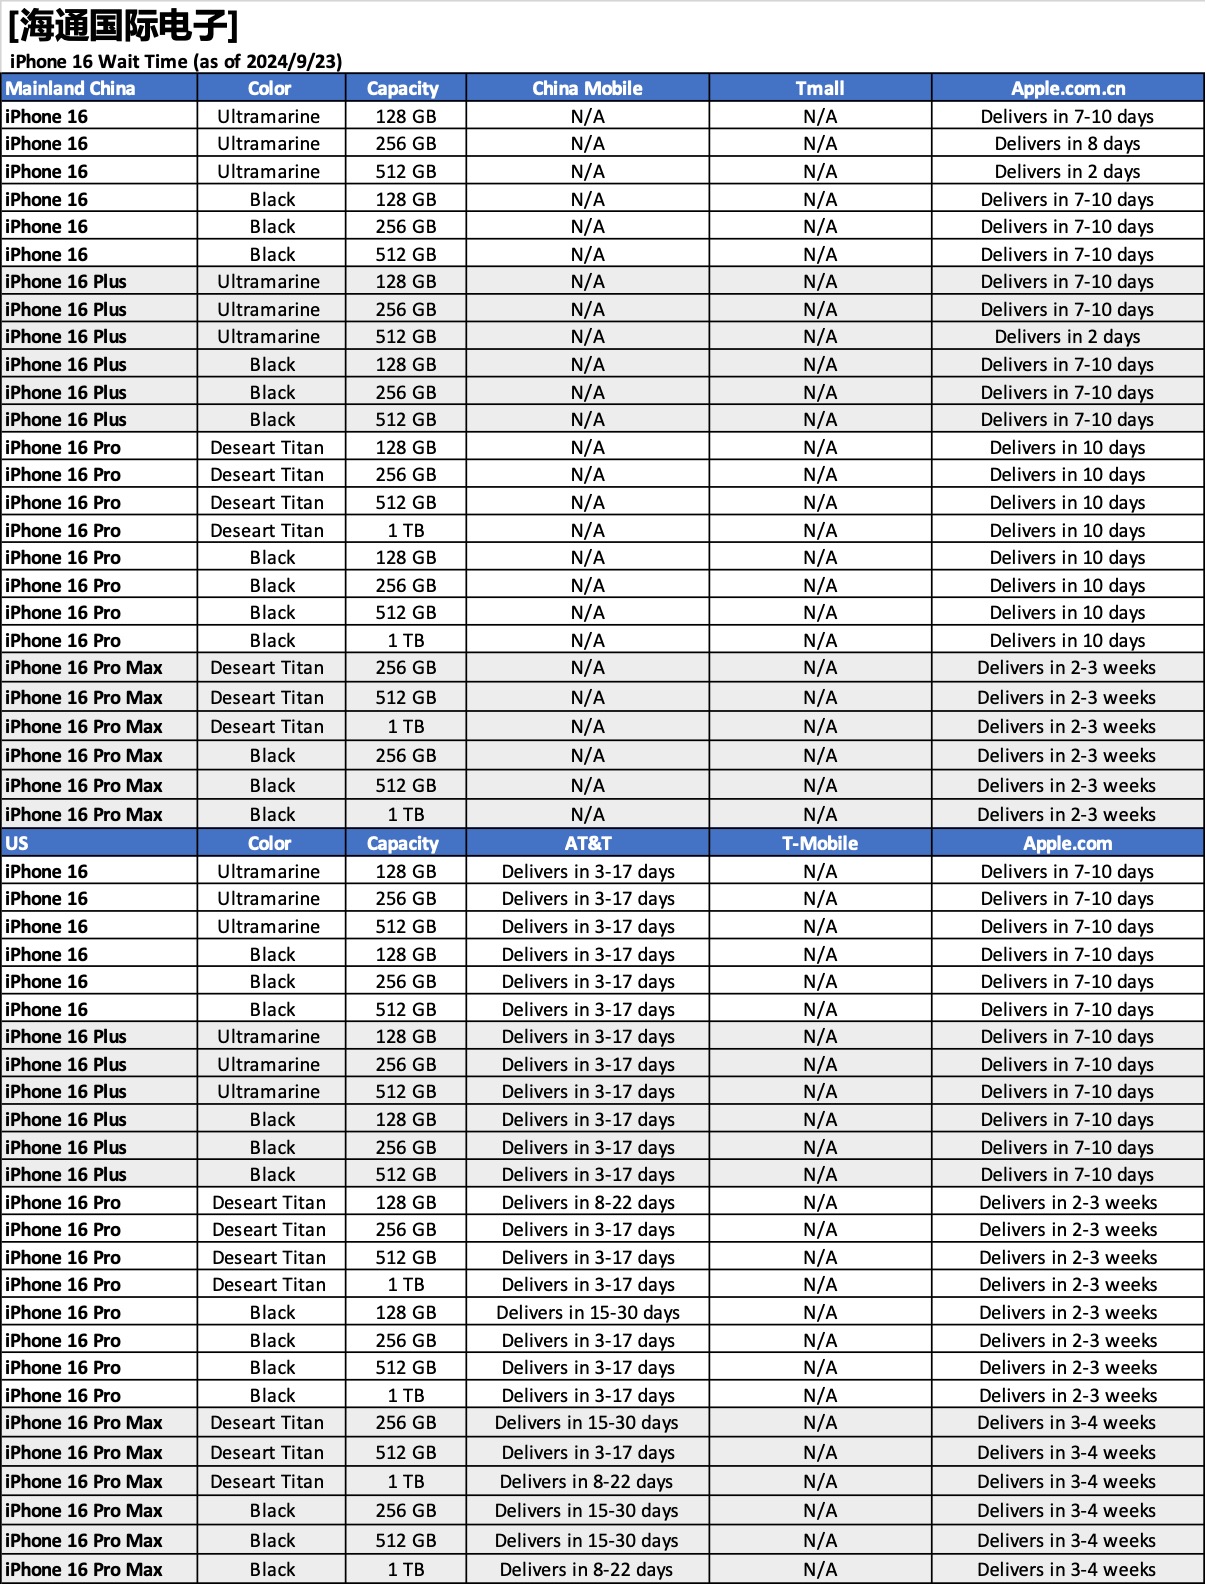 [海通国际电子]
iPhone 16 Wait Time (as of 2024/9/23)
Mainland China Color Capacity China Mobile Tmall Apple.com.cn
iPhone 16 Ultramarine 128 GB N/A N/A Delivers in 7-10 days
iPhone 16 Ultramarine 256 GB N/A N/A Delivers in 8 days
iPhone 16 Ultramarine 512 GB N/A N/A Delivers in 2 days
iPhone 16 Black 128 GB N/A N/A Delivers in 7-10 days
iPhone 16 Black 256 GB N/A N/A Delivers in 7-10 days
iPhone 16 Black 512 GB N/A N/A Delivers in 7-10 days
iPhone 16 Plus Ultramarine 128 GB N/A N/A Delivers in 7-10 days
iPhone 16 Plus Ultramarine 256 GB N/A N/A Delivers in 7-10 days
iPhone 16 Plus Ultramarine 512 GB N/A N/A Delivers in 2 days
iPhone 16 Plus Black 128 GB N/A N/A Delivers in 7-10 days
iPhone 16 Plus Black 256 GB N/A N/A Delivers in 7-10 days
iPhone 16 Plus Black 512 GB N/A N/A Delivers in 7-10 days
iPhone 16 Pro Deseart Titan 128 GB N/A N/A Delivers in 10 days
iPhone 16 Pro Deseart Titan 256 GB N/A N/A Delivers in 10 days
iPhone 16 Pro Deseart Titan 512 GB N/A N/A Delivers in 10 days
iPhone 16 Pro Deseart Titan 1 TB N/A N/A Delivers in 10 days
iPhone 16 Pro Black 128 GB N/A N/A Delivers in 10 days
iPhone 16 Pro Black 256 GB N/A N/A Delivers in 10 days
iPhone 16 Pro Black 512 GB N/A N/A Delivers in 10 days
iPhone 16 Pro Black 1 TB N/A N/A Delivers in 10 days
iPhone 16 Pro Max Deseart Titan 256 GB N/A N/A Delivers in 2-3 weeks
iPhone 16 Pro Max Deseart Titan 512 GB N/A N/A Delivers in 2-3 weeks
iPhone 16 Pro Max Deseart Titan 1 TB N/A N/A Delivers in 2-3 weeks
iPhone 16 Pro Max Black 256 GB N/A N/A Delivers in 2-3 weeks
iPhone 16 Pro Max Black 512 GB N/A N/A Delivers in 2-3 weeks
iPhone 16 Pro Max Black 1 TB N/A N/A Delivers in 2-3 weeks
US Color Capacity AT&T T-Mobile Apple.com
iPhone 16 Ultramarine 128 GB Delivers in 3-17 days N/A Delivers in 7-10 days
iPhone 16 Ultramarine 256 GB Delivers in 3-17 days N/A Delivers in 7-10 days
iPhone 16 Ultramarine 512 GB Delivers in 3-17 days N/A Delivers in 7-10 days
iPhone 16 Black 128 GB Delivers in 3-17 days N/A Delivers in 7-10 days
iPhone 16 Black 256 GB Delivers in 3-17 days N/A Delivers in 7-10 days
iPhone 16 Black 512 GB Delivers in 3-17 days N/A Delivers in 7-10 days
iPhone 16 Plus Ultramarine 128 GB Delivers in 3-17 days N/A Delivers in 7-10 days
iPhone 16 Plus Ultramarine 256 GB Delivers in 3-17 days N/A Delivers in 7-10 days
iPhone 16 Plus Ultramarine 512 GB Delivers in 3-17 days N/A Delivers in 7-10 days
iPhone 16 Plus Black 128 GB Delivers in 3-17 days N/A Delivers in 7-10 days
iPhone 16 Plus Black 256 GB Delivers in 3-17 days N/A Delivers in 7-10 days
iPhone 16 Plus Black 512 GB Delivers in 3-17 days N/A Delivers in 7-10 days
iPhone 16 Pro Deseart Titan 128 GB Delivers in 8-22 days N/A Delivers in 2-3 weeks
iPhone 16 Pro Deseart Titan 256 GB Delivers in 3-17 days N/A Delivers in 2-3 weeks
iPhone 16 Pro Deseart Titan 512 GB Delivers in 3-17 days N/A Delivers in 2-3 weeks
iPhone 16 Pro Deseart Titan 1 TB Delivers in 3-17 days N/A Delivers in 2-3 weeks
iPhone 16 Pro Black 128 GB Delivers in 15-30 days N/A Delivers in 2-3 weeks
iPhone 16 Pro Black 256 GB Delivers in 3-17 days N/A Delivers in 2-3 weeks
iPhone 16 Pro Black 512 GB Delivers in 3-17 days N/A Delivers in 2-3 weeks
iPhone 16 Pro Black 1 TB Delivers in 3-17 days N/A Delivers in 2-3 weeks
iPhone 16 Pro Max Deseart Titan 256 GB Delivers in 15-30 days N/A Delivers in 3-4 weeks
iPhone 16 Pro Max Deseart Titan 512 GB Delivers in 3-17 days N/A Delivers in 3-4 weeks
iPhone 16 Pro Max Deseart Titan 1 TB Delivers in 8-22 days N/A Delivers in 3-4 weeks
iPhone 16 Pro Max Black 256 GB Delivers in 15-30 days N/A Delivers in 3-4 weeks
iPhone 16 Pro Max Black 512 GB Delivers in 15-30 days N/A Delivers in 3-4 weeks
iPhone 16 Pro Max Black 1 TB Delivers in 8-22 days N/A Delivers in 3-4 weeks